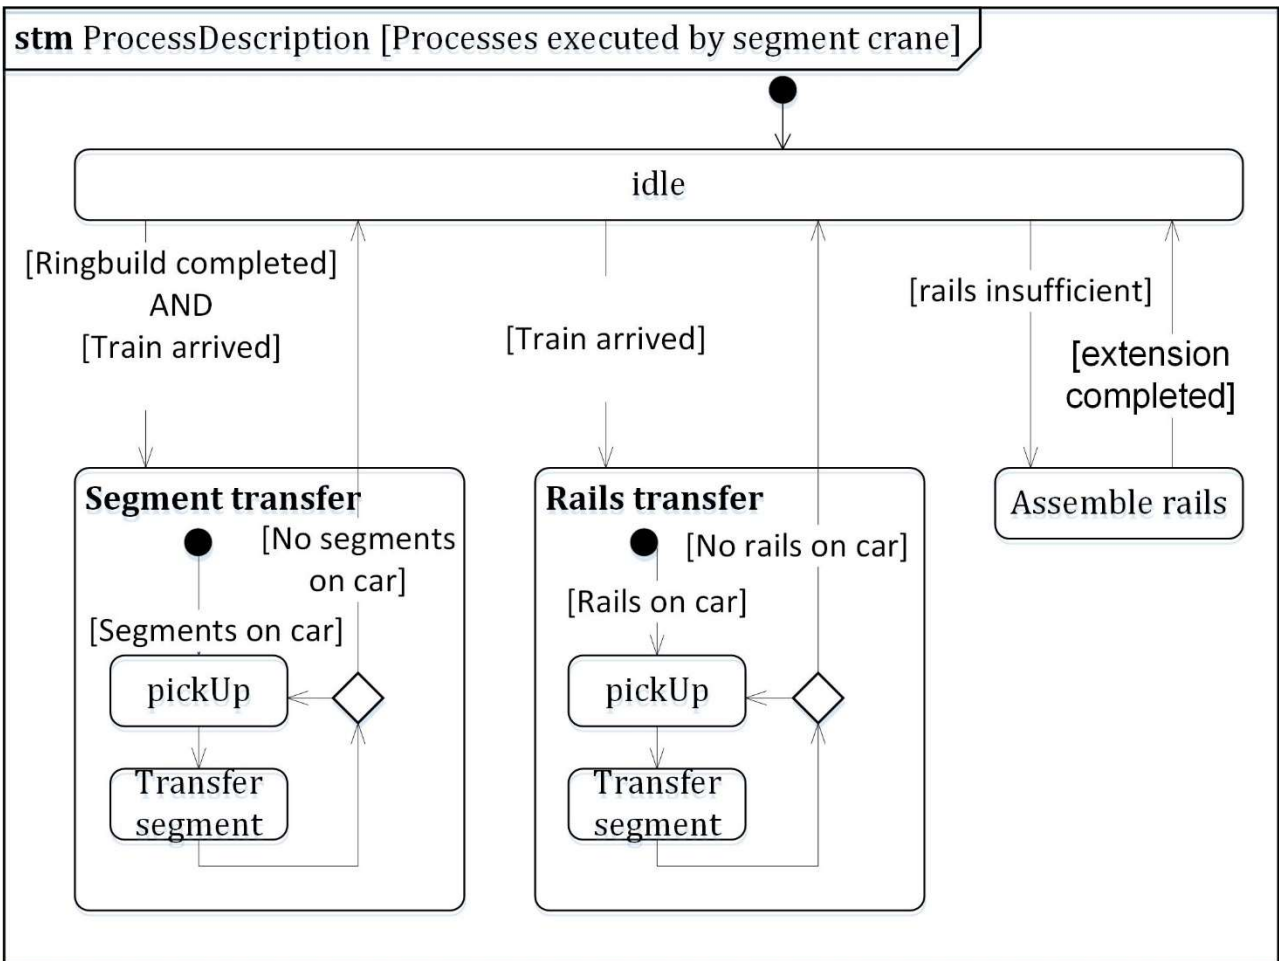 stm ProcessDescription [Processes executed by segment crane]
idle
[Ringbuild completed]
AND
[Train arrived]
[Train arrived]
[rails insufficient]
[extension
completed]
Segment transfer
[No segments
on car]
[Segments on car]
pickUp
Transfer
segment
Rails transfer
[No rails on car]
[Rails on car]
pickUp
Transfer
segment
Assemble rails